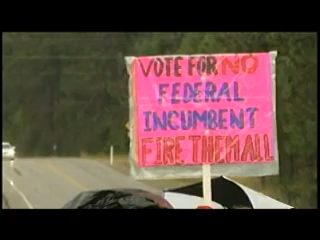 VOTE FOR NO
FEDERAL
INCUMBENT
FIRE THEM ALL